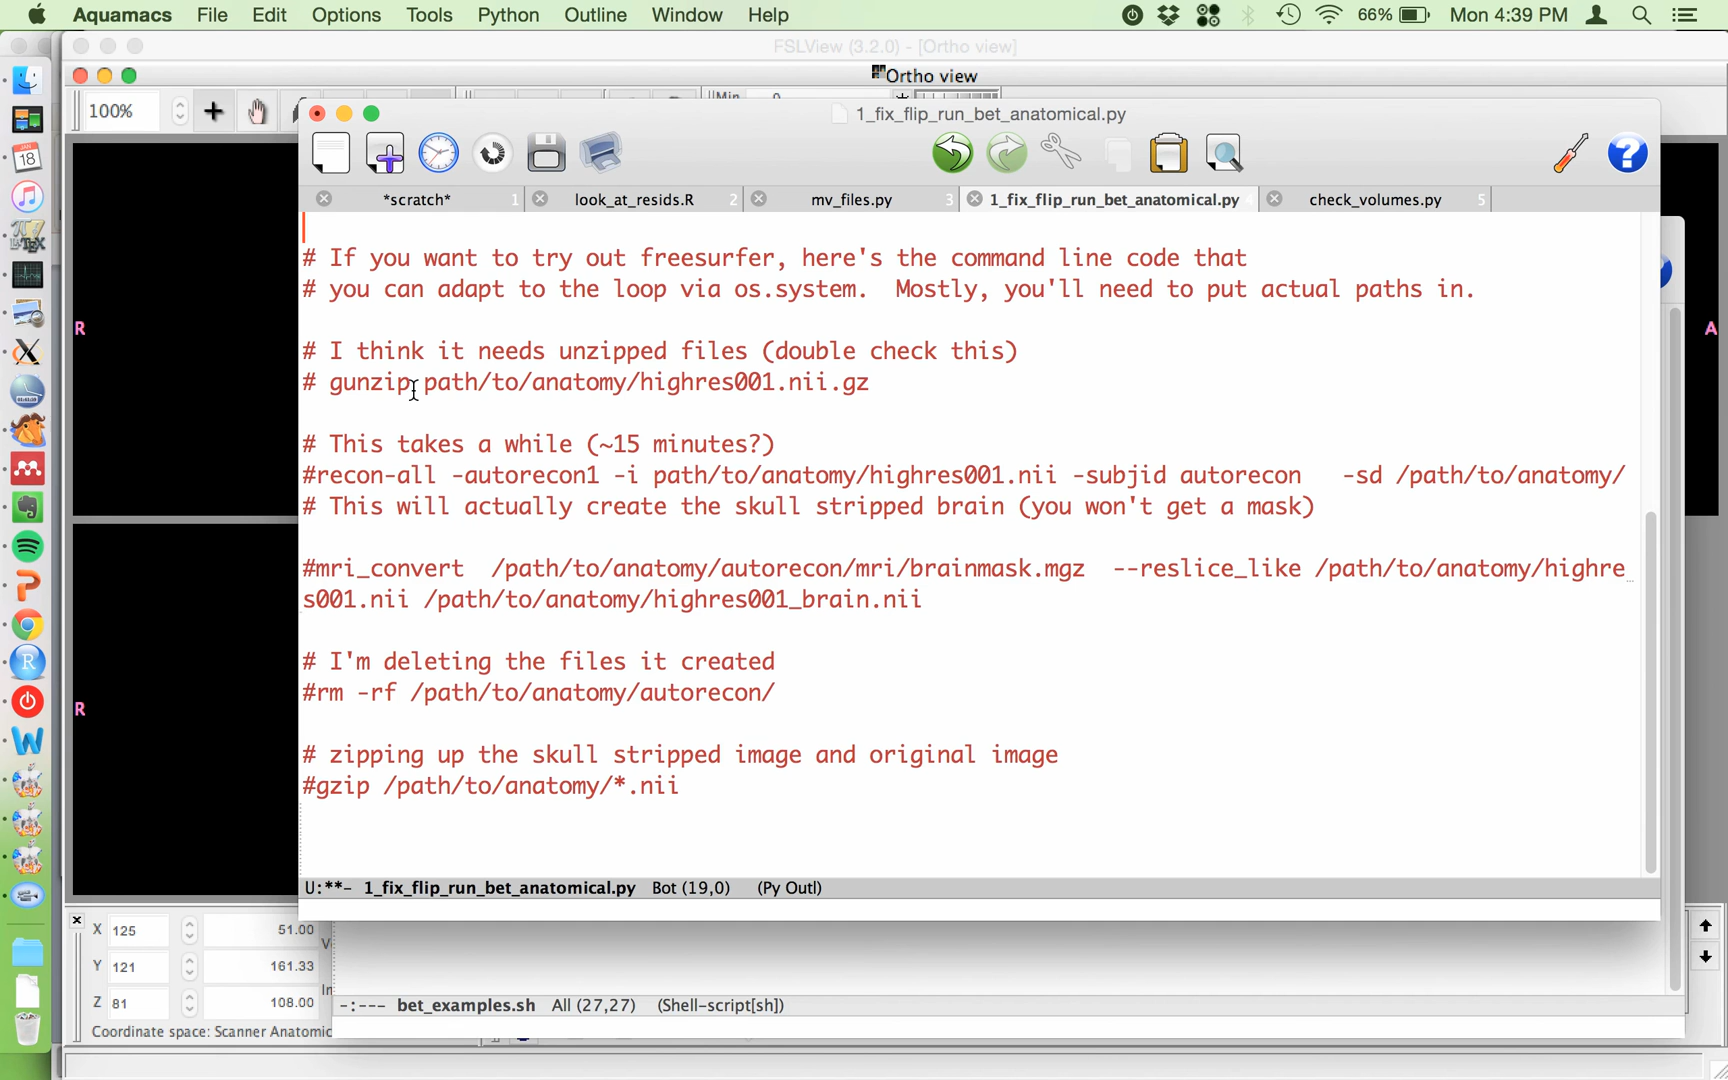 Aquamacs File Edit Options Tools Python Outline Window Help 66% Mon 4:39 PM
FSLView (3.2.0) - [Ortho view]
Ortho view
100%
Min 0
1_fix_flip_run_bet_anatomical.py
*scratch* 1 look_at_resids.R 2 mv_files.py 3 1_fix_flip_run_bet_anatomical.py 4 check_volumes.py 5
# If you want to try out freesurfer, here's the command line code that
# you can adapt to the loop via os.system.  Mostly, you'll need to put actual paths in.
# I think it needs unzipped files (double check this)
# gunzip path/to/anatomy/highres001.nii.gz
# This takes a while (~15 minutes?)
#recon-all -autorecon1 -i path/to/anatomy/highres001.nii -subjid autorecon   -sd /path/to/anatomy/
# This will actually create the skull stripped brain (you won't get a mask)
#mri_convert  /path/to/anatomy/autorecon/mri/brainmask.mgz  --reslice_like /path/to/anatomy/highre
s001.nii /path/to/anatomy/highres001_brain.nii
# I'm deleting the files it created
#rm -rf /path/to/anatomy/autorecon/
# zipping up the skull stripped image and original image
#gzip /path/to/anatomy/*.nii
U:**-  1_fix_flip_run_bet_anatomical.py   Bot (19,0)   (Py Outl)
R
A
R
JAN
18
X 125 51.00
Y 121 161.33
Z 81 108.00
Coordinate space: Scanner Anatomic
-:---  bet_examples.sh   All (27,27)   (Shell-script[sh])